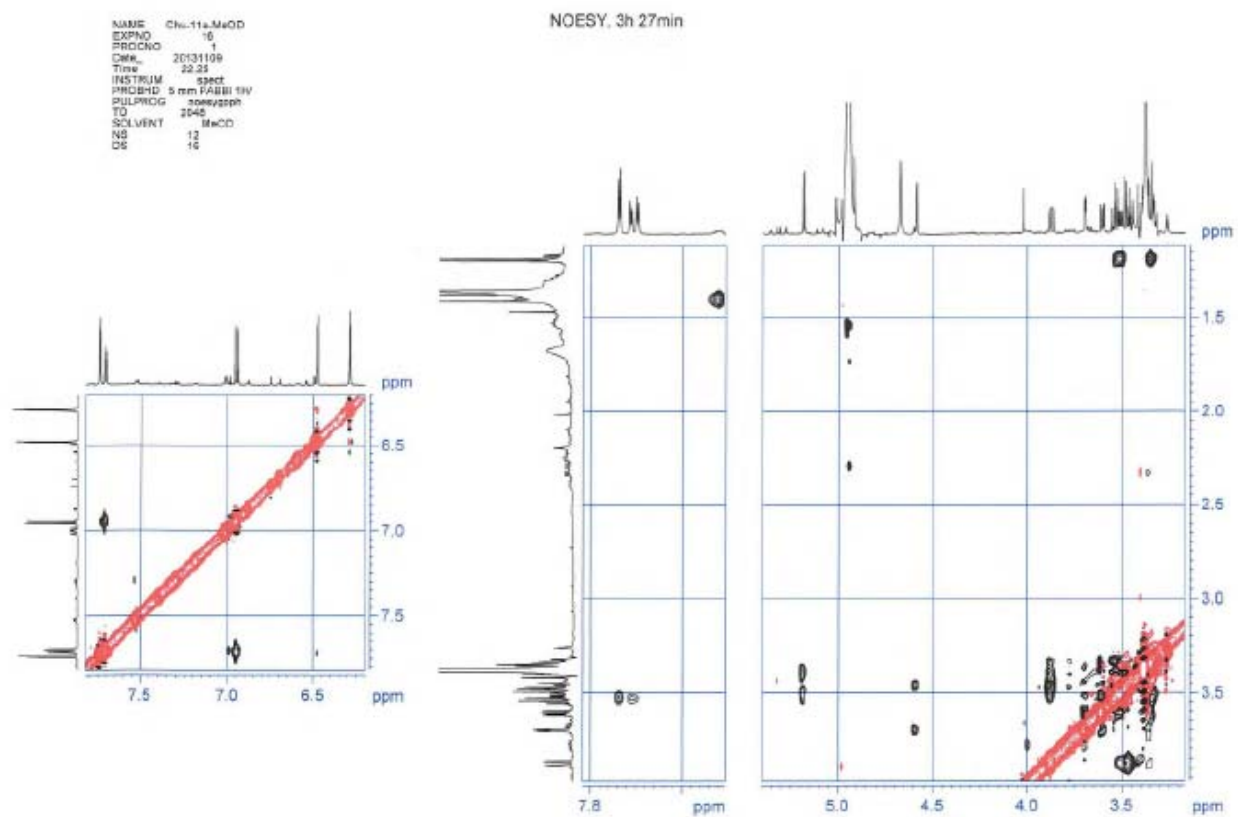 NOESY, 3h 27min
NAME Chu-11a-MeOD
EXPNO 16
PROCNO 1
Date_ 20131109
Time 22.25
INSTRUM spect
PROBHD 5 mm PABBI
PULPROG noesygpph
TD 2048
SOLVENT MeOD
NS 12
DS 16
ppm
6.5
7.0
7.5
7.5 7.0 6.5 ppm
ppm
1.5
2.0
2.5
3.0
3.5
7.8 ppm
5.0 4.5 4.0 3.5 ppm